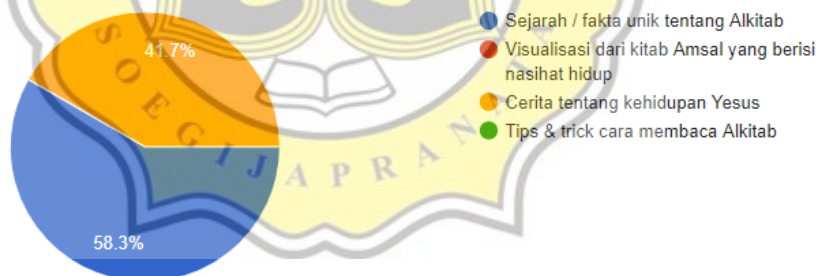 41.7%
58.3%
Sejarah / fakta unik tentang Alkitab
Visualisasi dari kitab Amsal yang berisi
nasihat hidup
Cerita tentang kehidupan Yesus
Tips & trick cara membaca Alkitab
SOEGIJAPRANATA